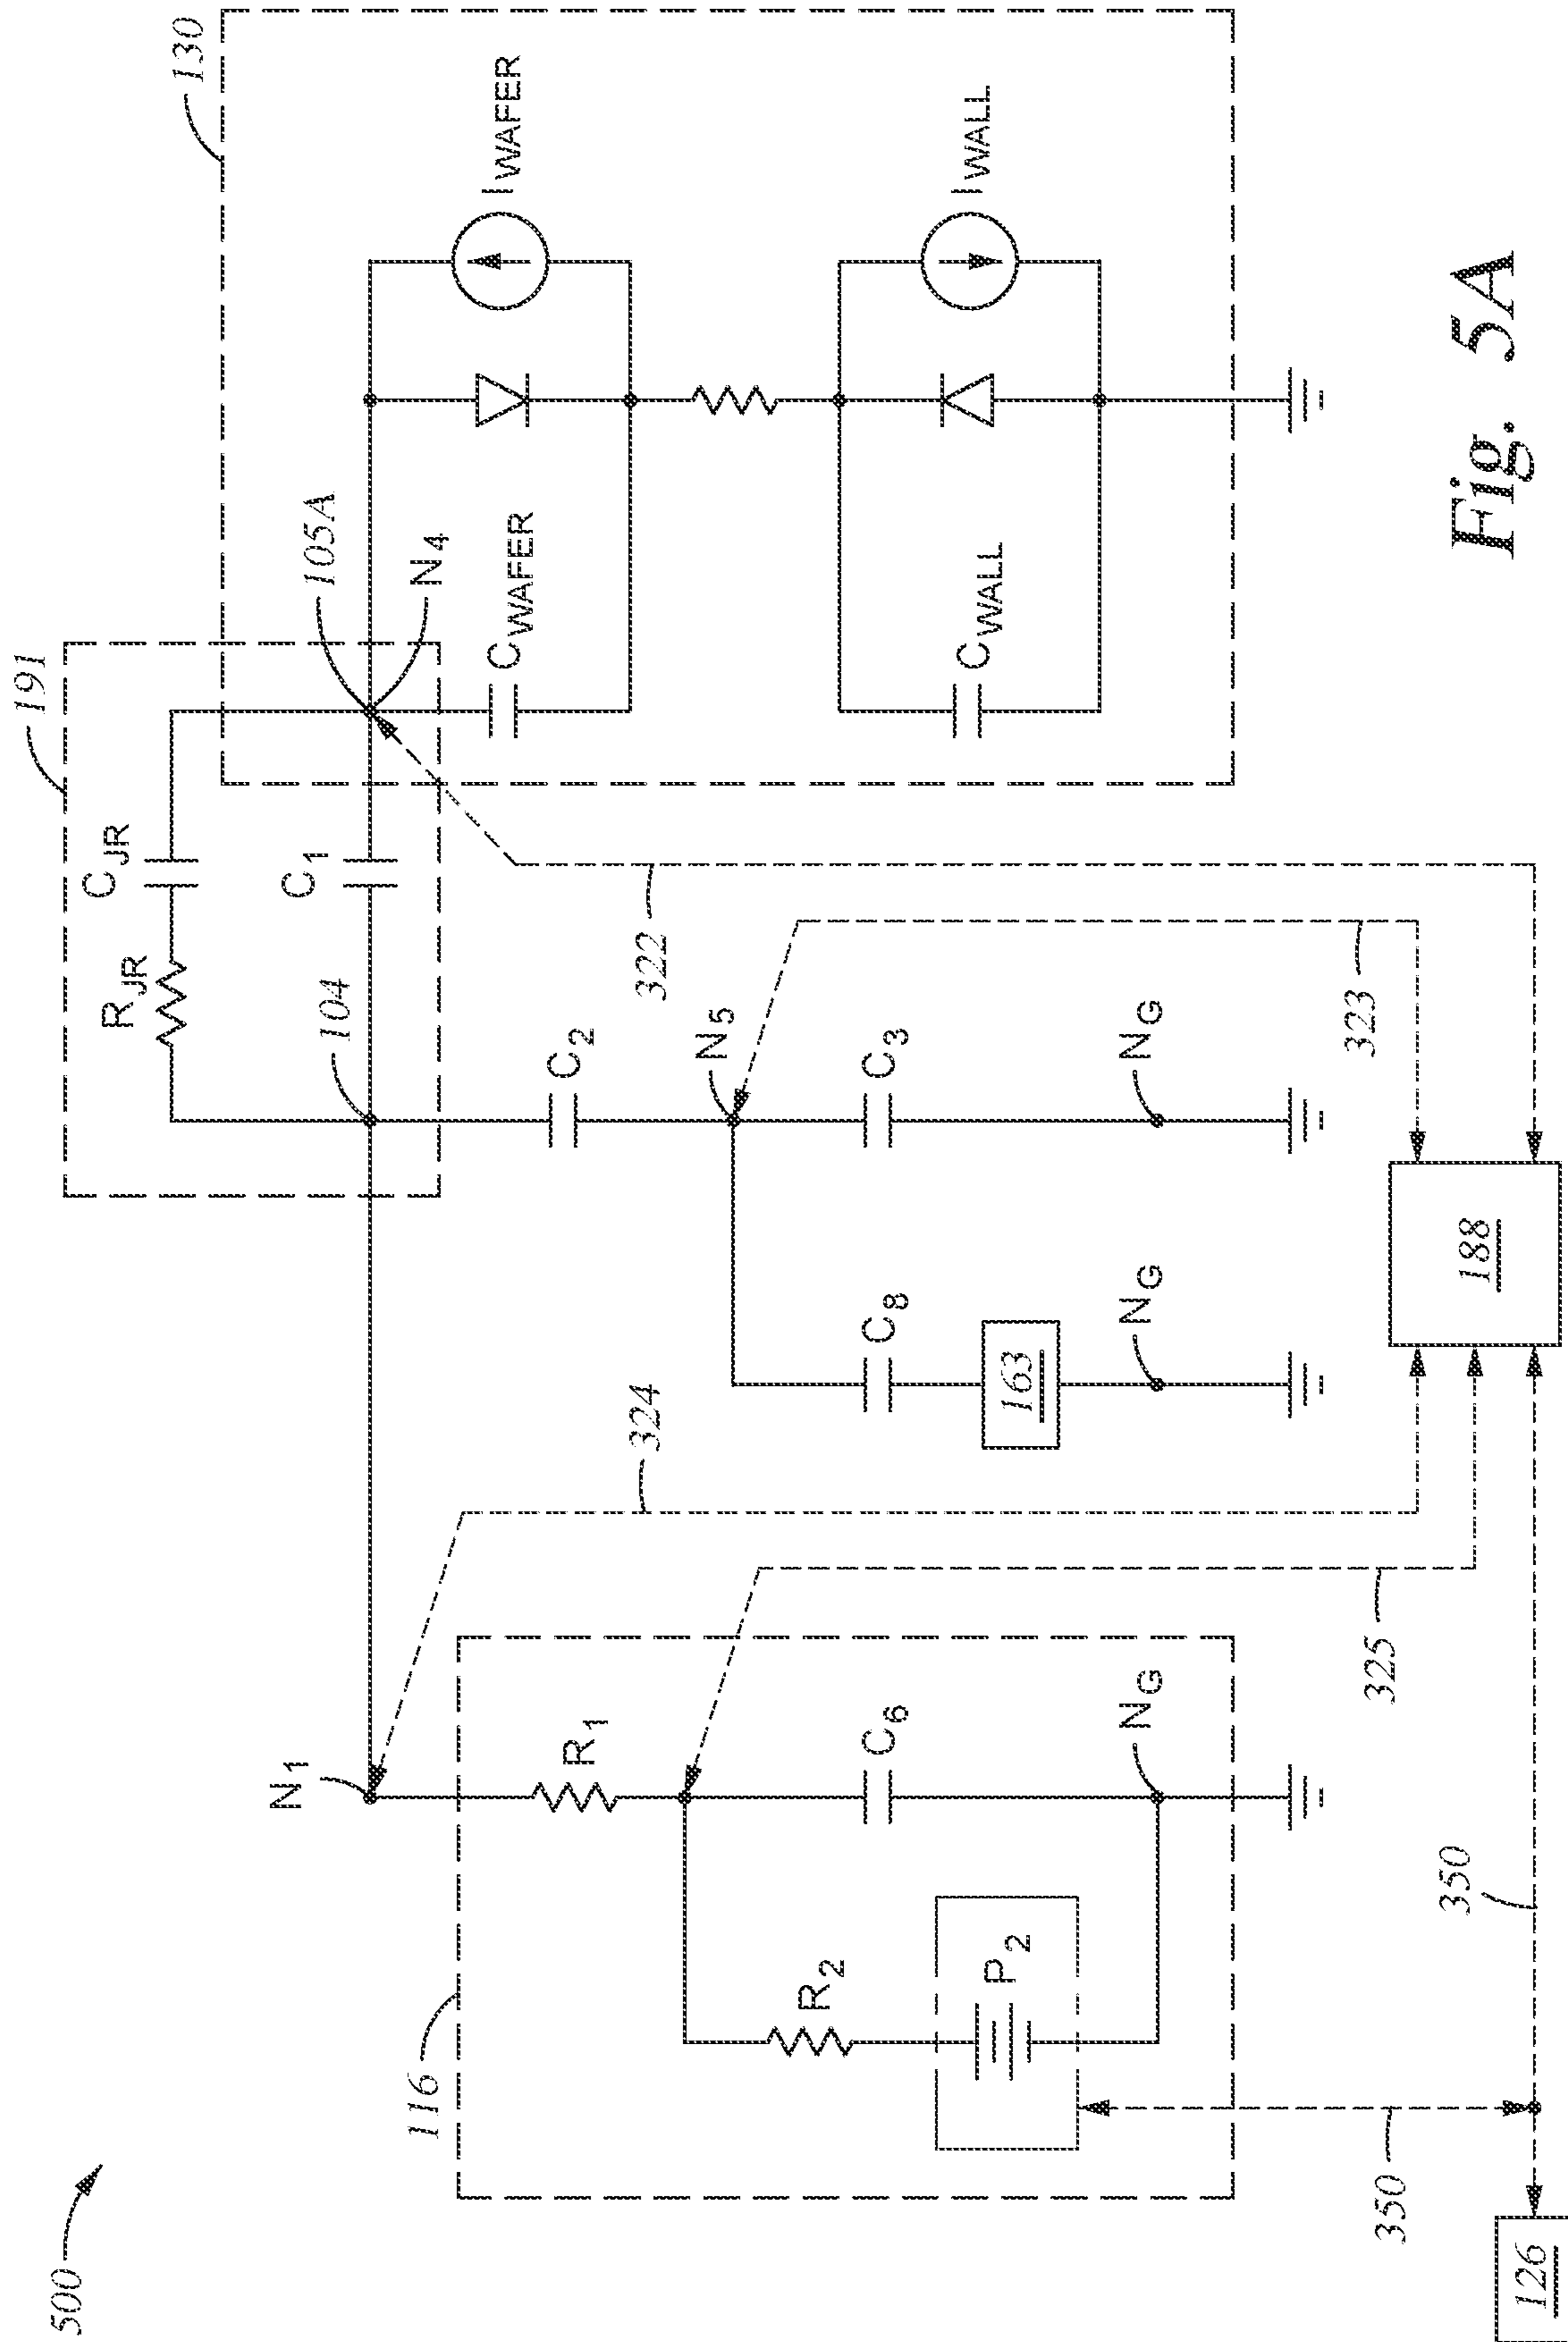 500
116
N1
R1
R2
P2
C6
NG
350
350
126
324
325
191
RJR
CJR
104
C1
C2
N5
C8
C3
163
NG
NG
322
323
188
130
105A
N4
CWAFER
IWAFER
CWALL
IWALL
Fig. 5A